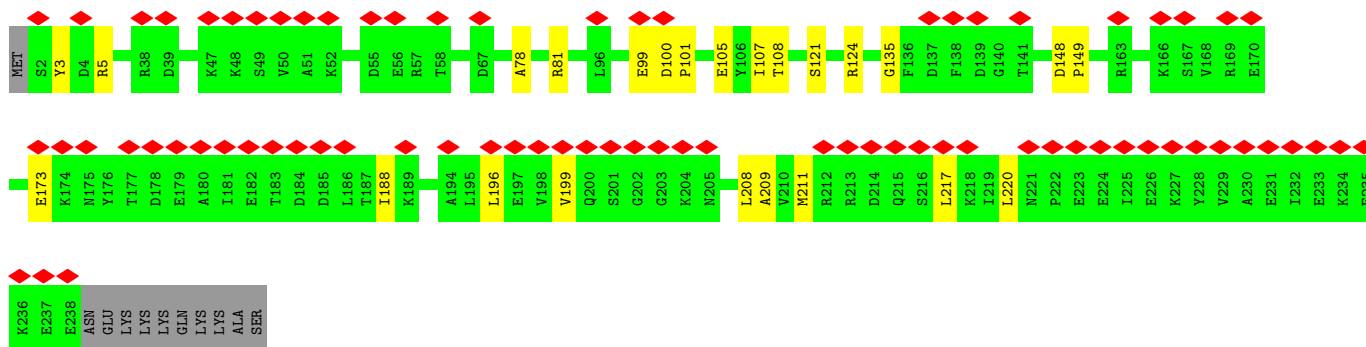 MET S2 Y3 D4 R5 R38 D39 K47 K48 S49 V50 A51 K52 D55 E56 R57 T58 D67 A78 R81 L96 E99 D100 P101 E105 Y106 I107 T108 S121 R124 G135 F136 D137 F138 D139 G140 T141 D148 P149 R163 K166 S167 V168 R169 E170
E173 K174 N175 Y176 T177 D178 E179 A180 I181 E182 T183 D184 D185 L186 T187 I188 K189 A194 L195 L196 E197 V198 V199 Q200 S201 G202 G203 K204 N205 L208 A209 V210 M211 R212 R213 D214 Q215 S216 L217 K218 I219 L220 N221 P222 E223 E224 I225 E226 K227 Y228 V229 A230 E231 I232 E233 K234
K236 E237 E238 ASN GLU LYS LYS LYS GLN LYS LYS ALA SER